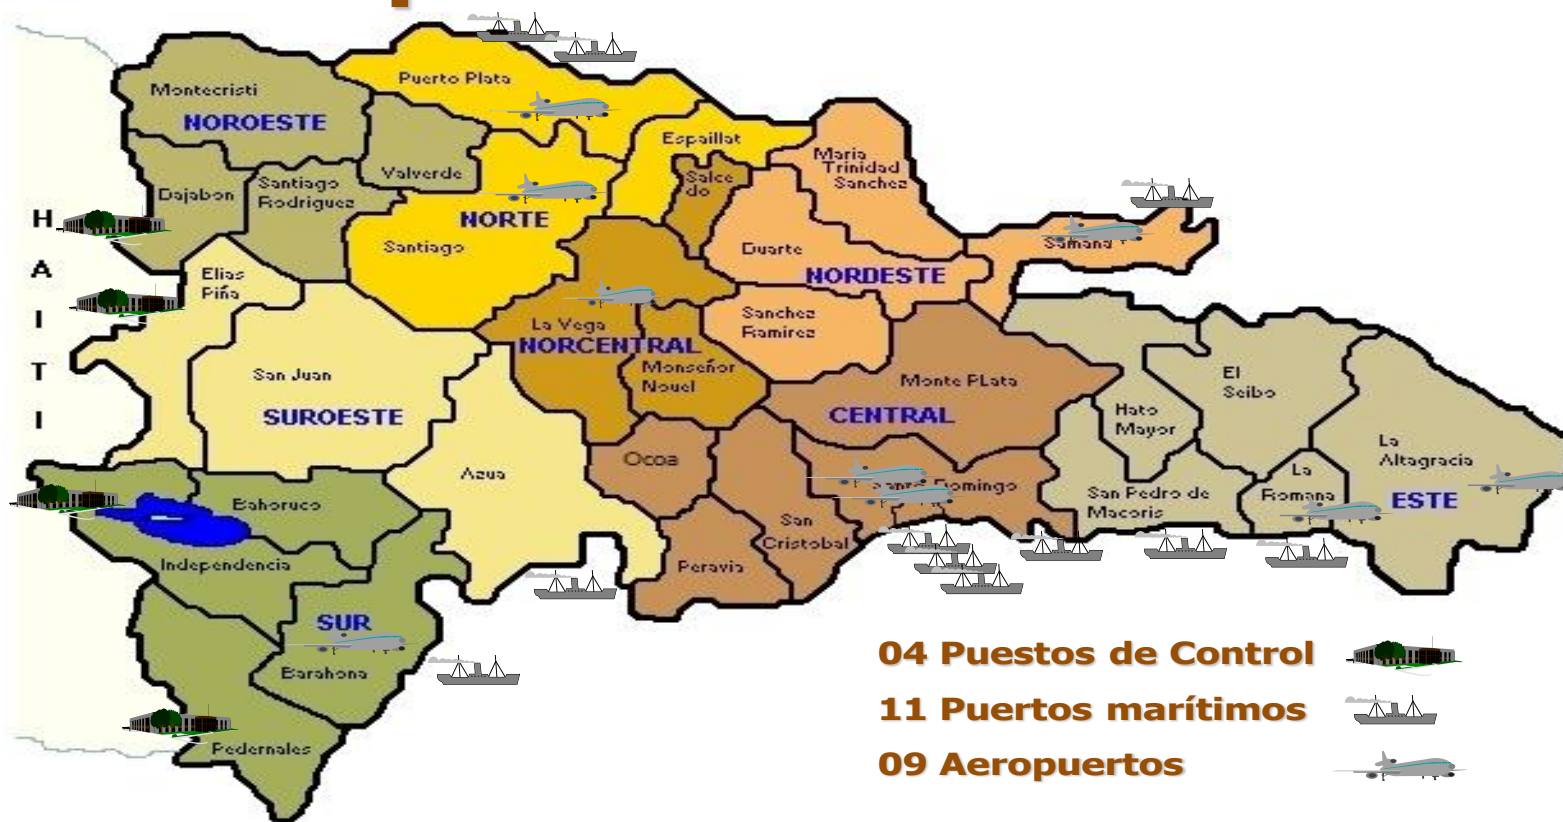 Puerto Plata
Montecristi
NOROESTE
Espaillat
Maria
Trinidad
Sanchez
Valverde
Dajabon
Santiago
Rodriguez
Salce
do
H
A
I
T
I
NORTE
Santiago
Duarte
Samana
NORDESTE
Elias
Piña
Sanchez
Ramirez
La Vega
NORCENTRAL
Monseñor
Nouel
San Juan
SUROESTE
Monte PLata
CENTRAL
El
Seibo
Hato
Mayor
La
Altagracia
ESTE
Azua
Ocoa
Santo Domingo
San Pedro de
Macoris
La
Romana
Bahoruco
San
Cristobal
Independencia
Peravia
SUR
Barahona
Pedernales
04 Puestos de Control
11 Puertos marítimos
09 Aeropuertos